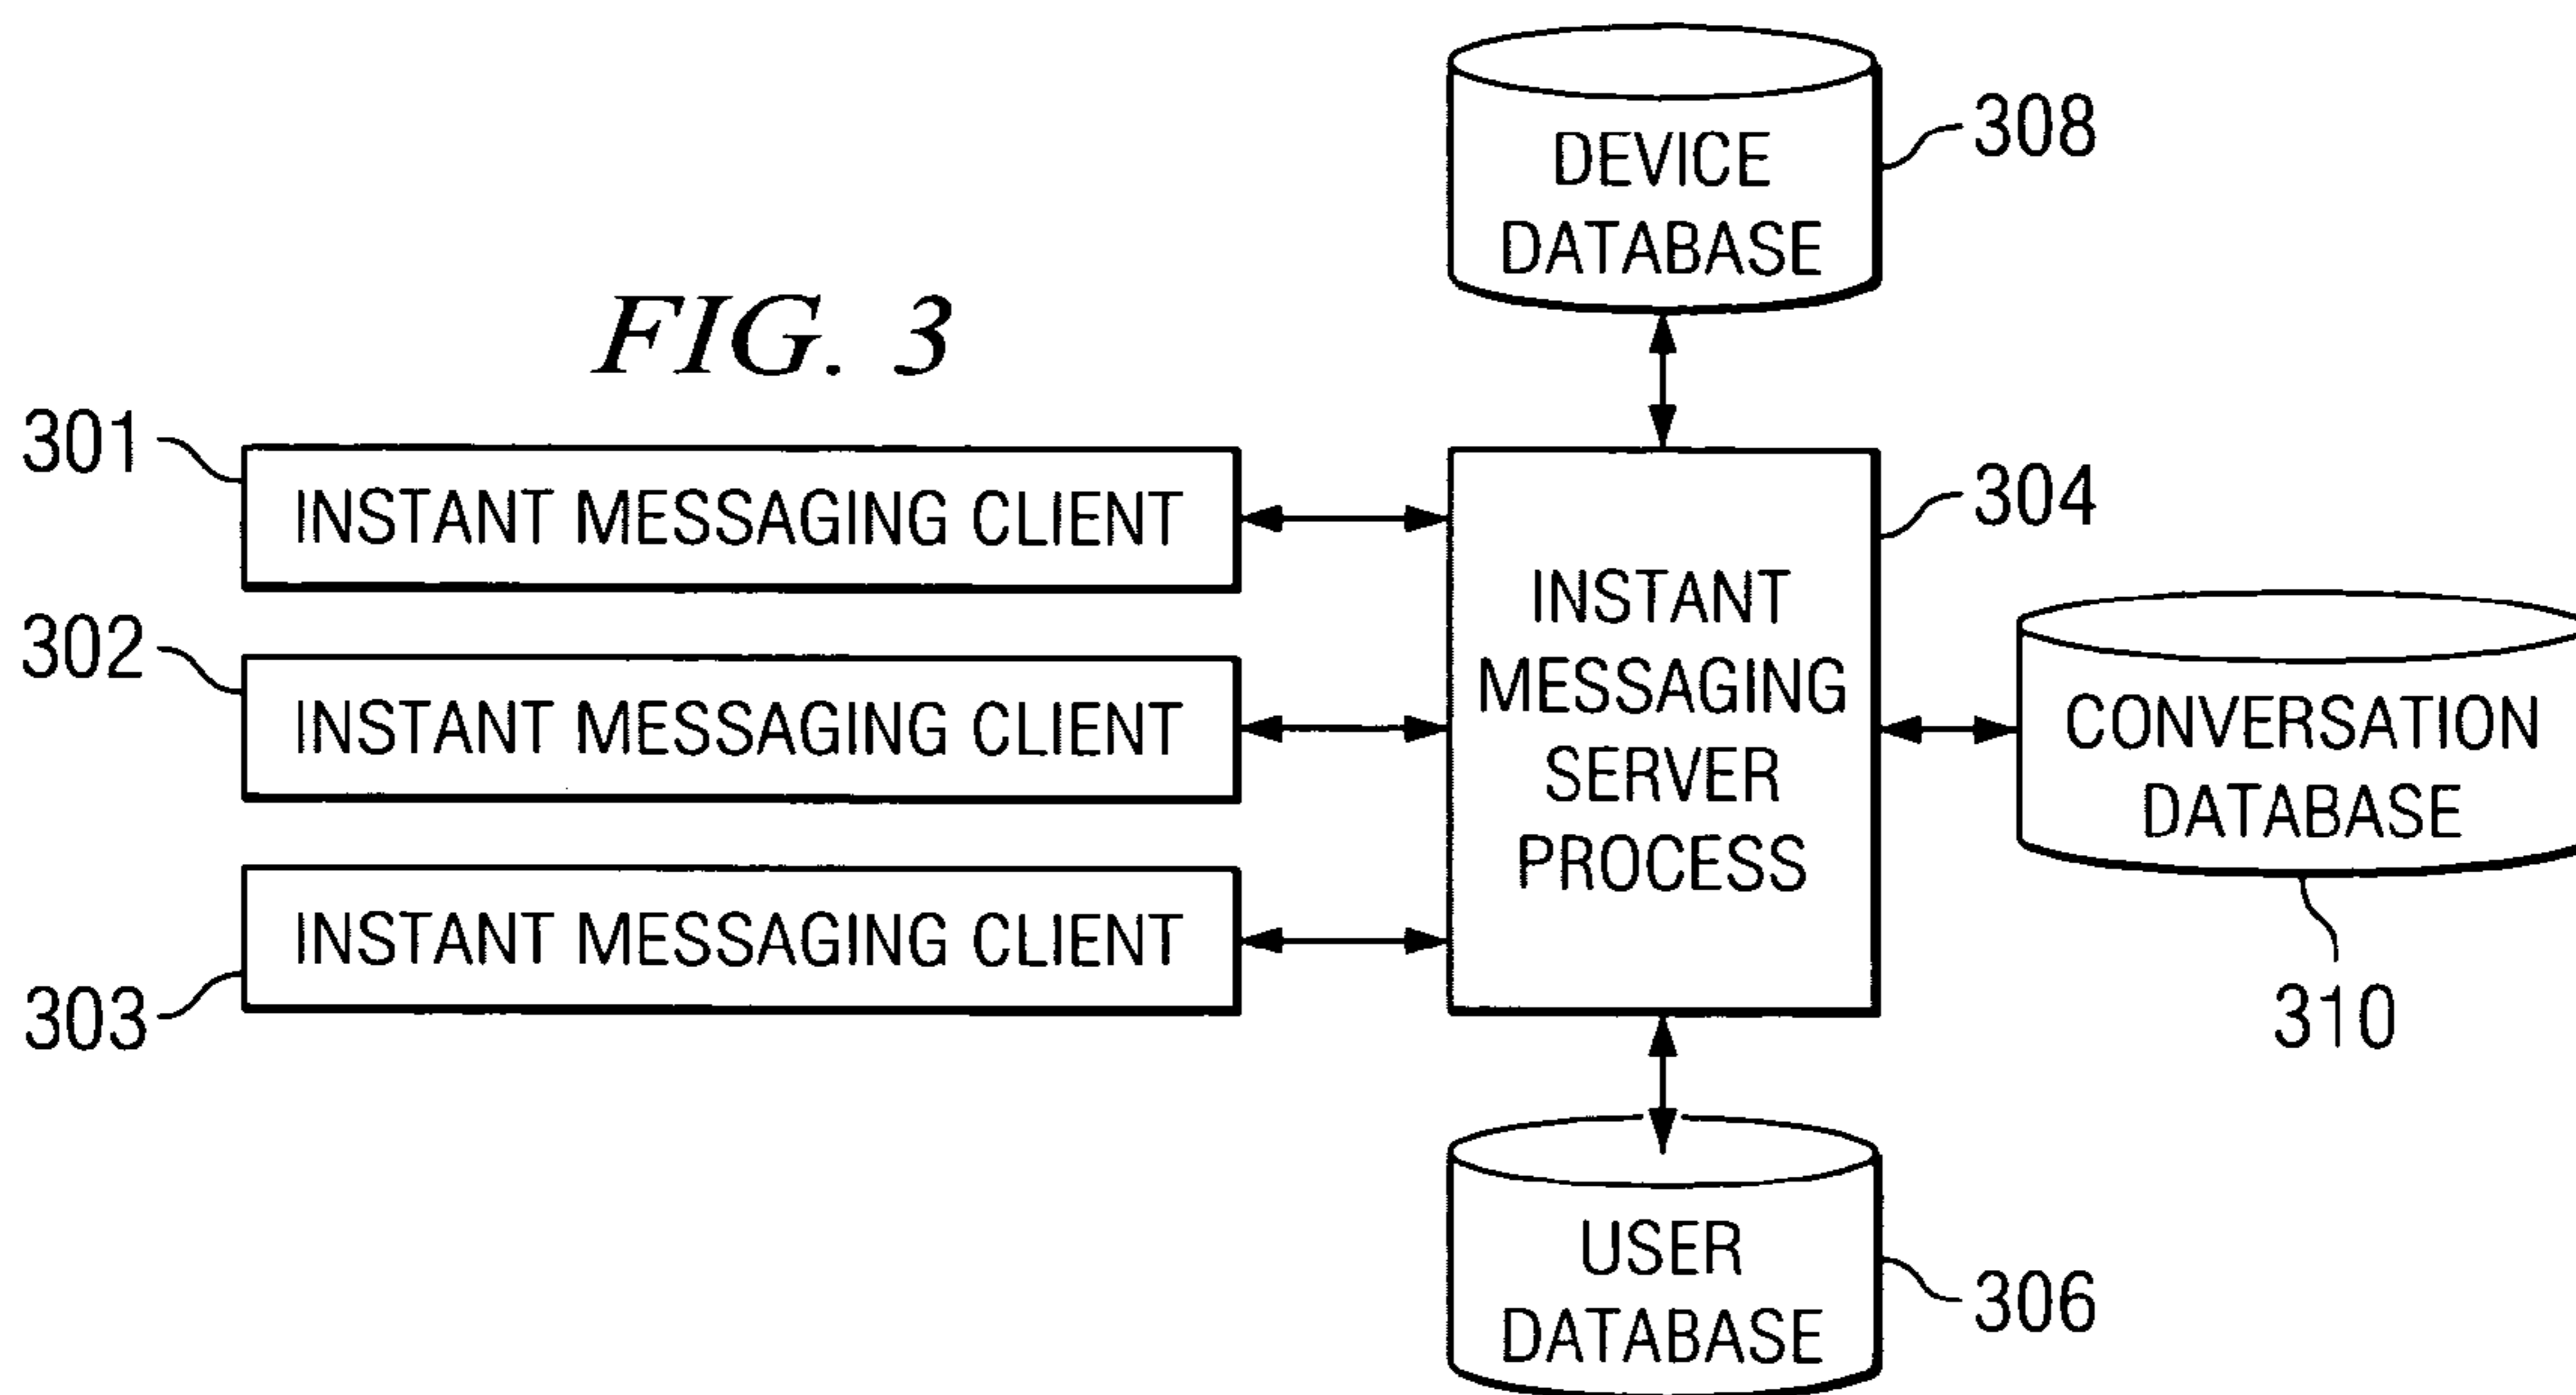 DEVICE
DATABASE
308
FIG. 3
301
INSTANT MESSAGING CLIENT
302
INSTANT MESSAGING CLIENT
303
INSTANT MESSAGING CLIENT
304
INSTANT
MESSAGING
SERVER
PROCESS
CONVERSATION
DATABASE
310
USER
DATABASE
306